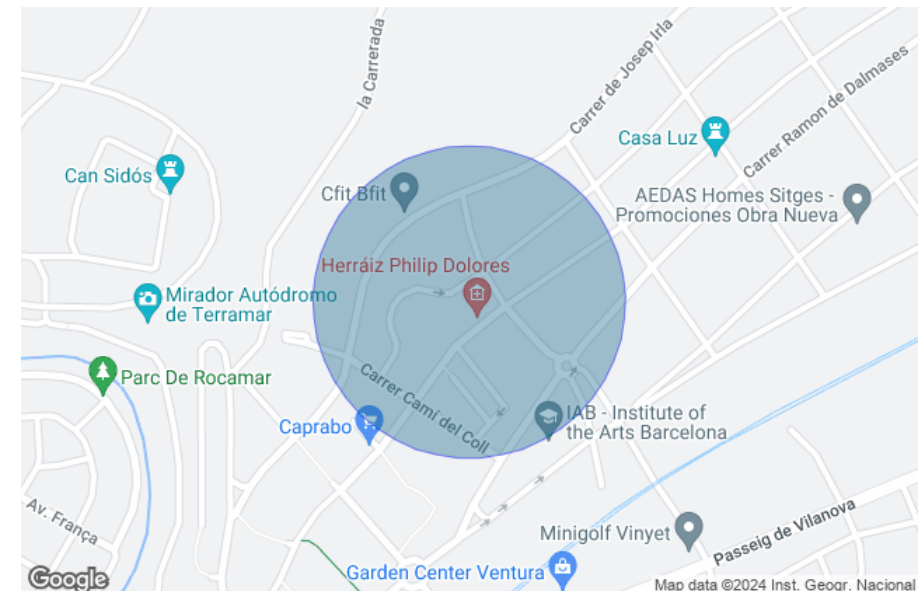 la Carrerada
Carrer de Josep Irla
Carrer Ramon de Dalmases
Casa Luz
Can Sidós
Cfit Bfit
AEDAS Homes Sitges -
Promociones Obra Nueva
Herráiz Philip Dolores
Mirador Autódromo
de Terramar
Parc De Rocamar
Carrer Camí del Coll
Caprabo
IAB - Institute of
the Arts Barcelona
Av. França
Minigolf Vinyet
Passeig de Vilanova
Garden Center Ventura
Google
Map data ©2024 Inst. Geogr. Nacional